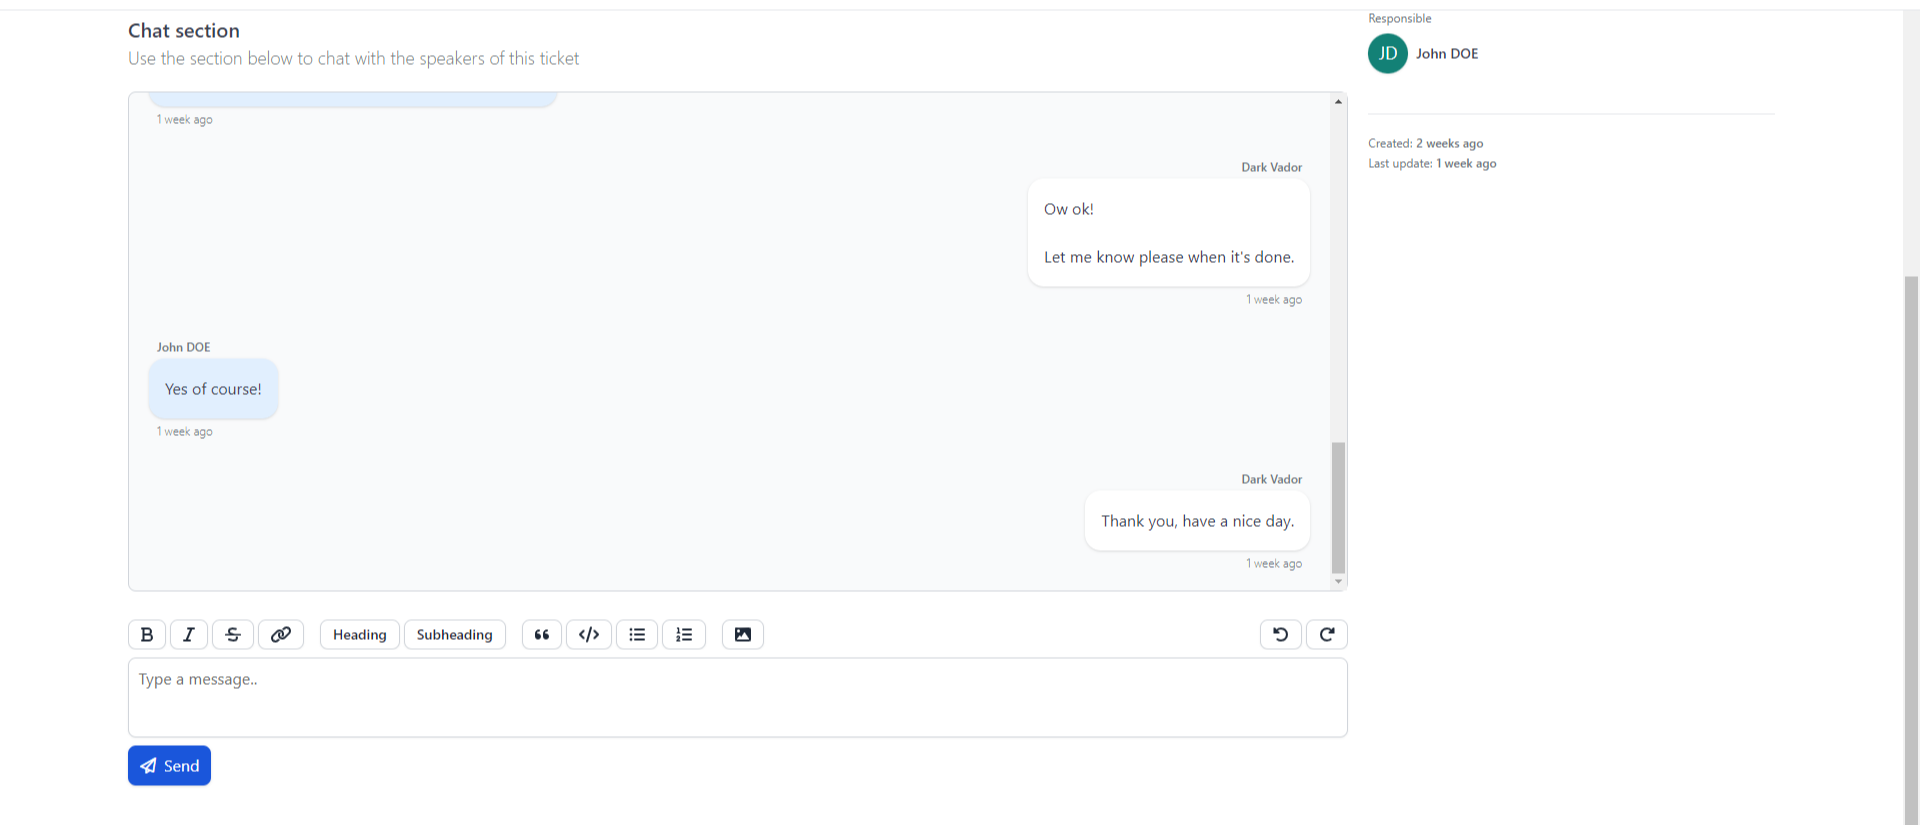 Chat section
Use the section below to chat with the speakers of this ticket
1 week ago
Dark Vador
Ow ok!
Let me know please when it's done.
1 week ago
John DOE
Yes of course!
1 week ago
Dark Vador
Thank you, have a nice day.
1 week ago
B I S Heading Subheading
Type a message..
Send
Responsible
JD John DOE
Created: 2 weeks ago
Last update: 1 week ago